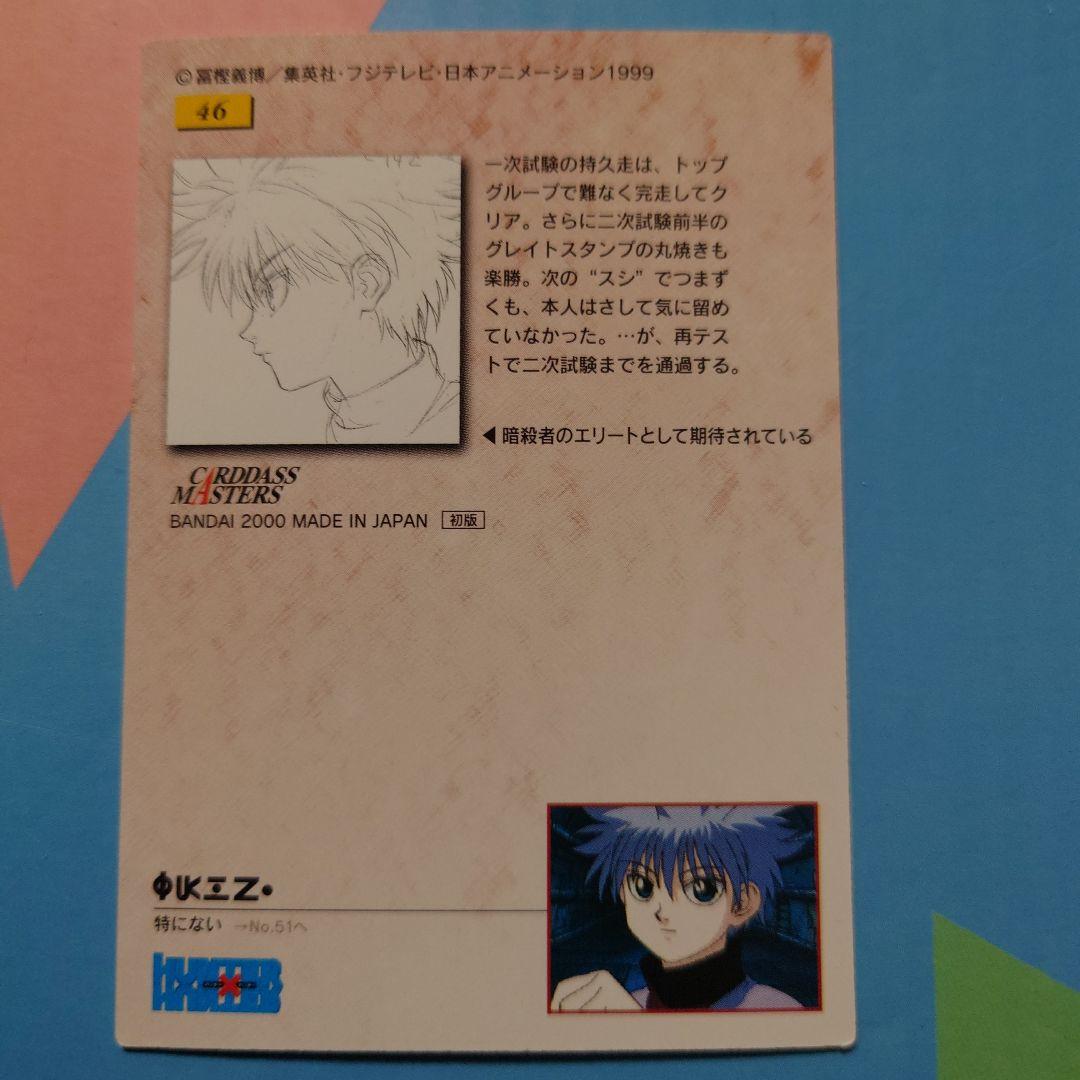 ©冨樫義博／集英社・フジテレビ・日本アニメーション1999
46
一次試験の持久走は、トップ
グループで難なく完走してク
リア。さらに二次試験前半の
グレイトスタンプの丸焼きも
楽勝。次の“スシ”でつまず
くも、本人はさして気に留め
ていなかった。…が、再テス
トで二次試験までを通過する。
◀暗殺者のエリートとして期待されている
CARDDASS
MASTERS
BANDAI 2000 MADE IN JAPAN 初版
特にない →No.51へ
HUNTER
HUNTER